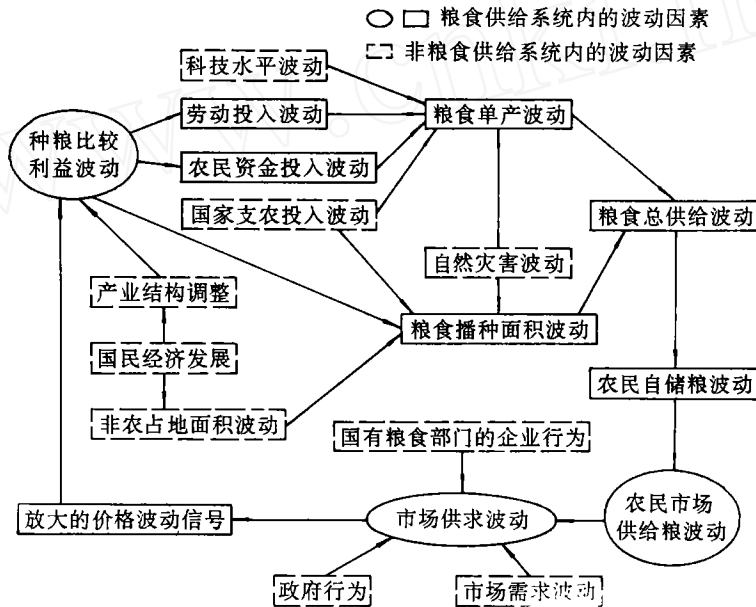 粮食供给系统内的波动因素
非粮食供给系统内的波动因素
科技水平波动
劳动投入波动
粮食单产波动
种粮比较
利益波动
农民资金投入波动
国家支农投入波动
粮食总供给波动
自然灾害波动
产业结构调整
粮食播种面积波动
国民经济发展
农民自储粮波动
非农占地面积波动
国有粮食部门的企业行为
放大的价格波动信号
市场供求波动
农民市场
供给粮波动
政府行为
市场需求波动